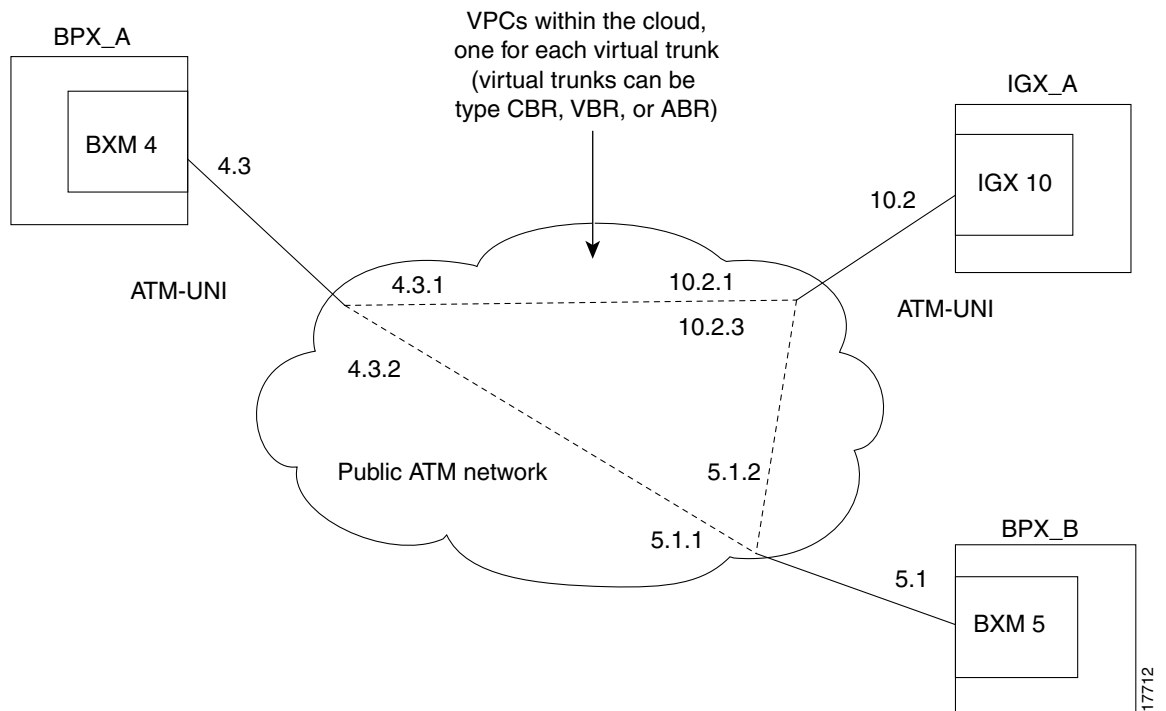 VPCs within the cloud,
one for each virtual trunk
(virtual trunks can be
type CBR, VBR, or ABR)
BPX_A
BXM 4
4.3
IGX_A
IGX 10
10.2
ATM-UNI
4.3.1
10.2.1
ATM-UNI
10.2.3
4.3.2
Public ATM network
5.1.2
5.1.1
BPX_B
5.1
BXM 5
17712